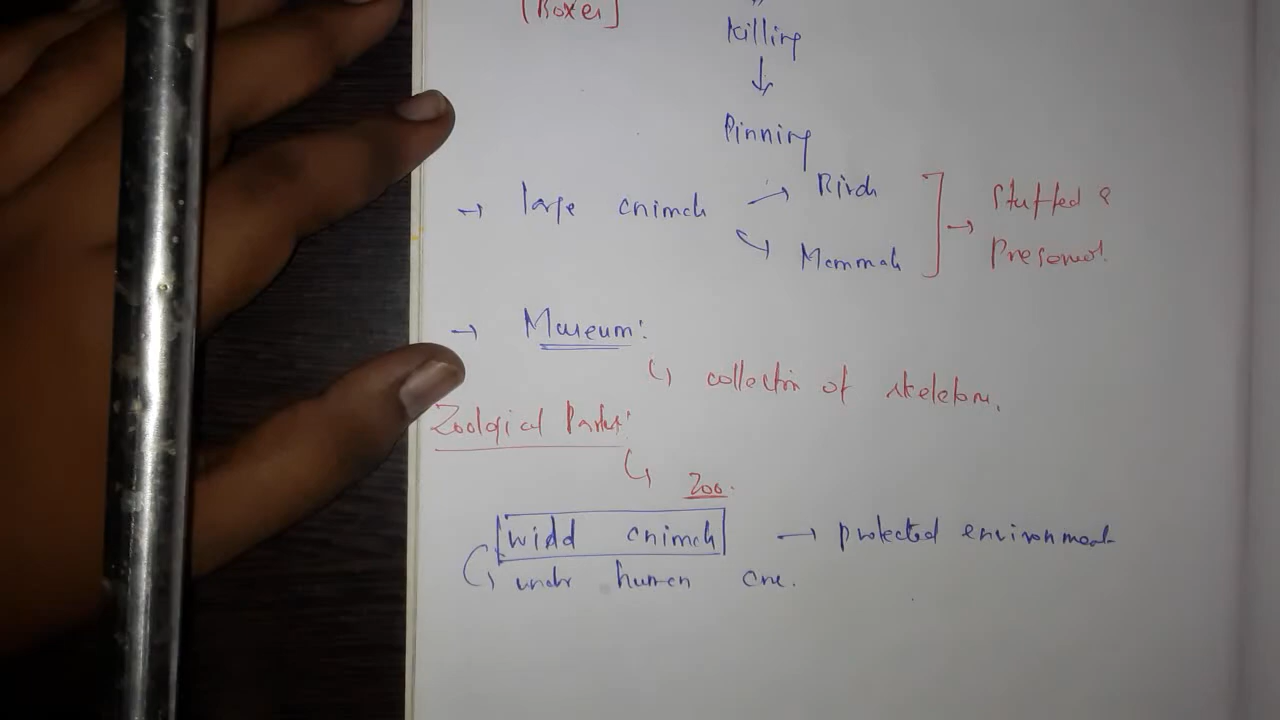 [Boxes]
Killing
↓
Pinning
→ large animals → Birds
↳ Mammals
] → Stuffed &
Preserved.
→ Museum:
↳ collection of skeletons.
Zoological Parks:
↳ Zoo.
wild animals → protected environment
↳ under human care.